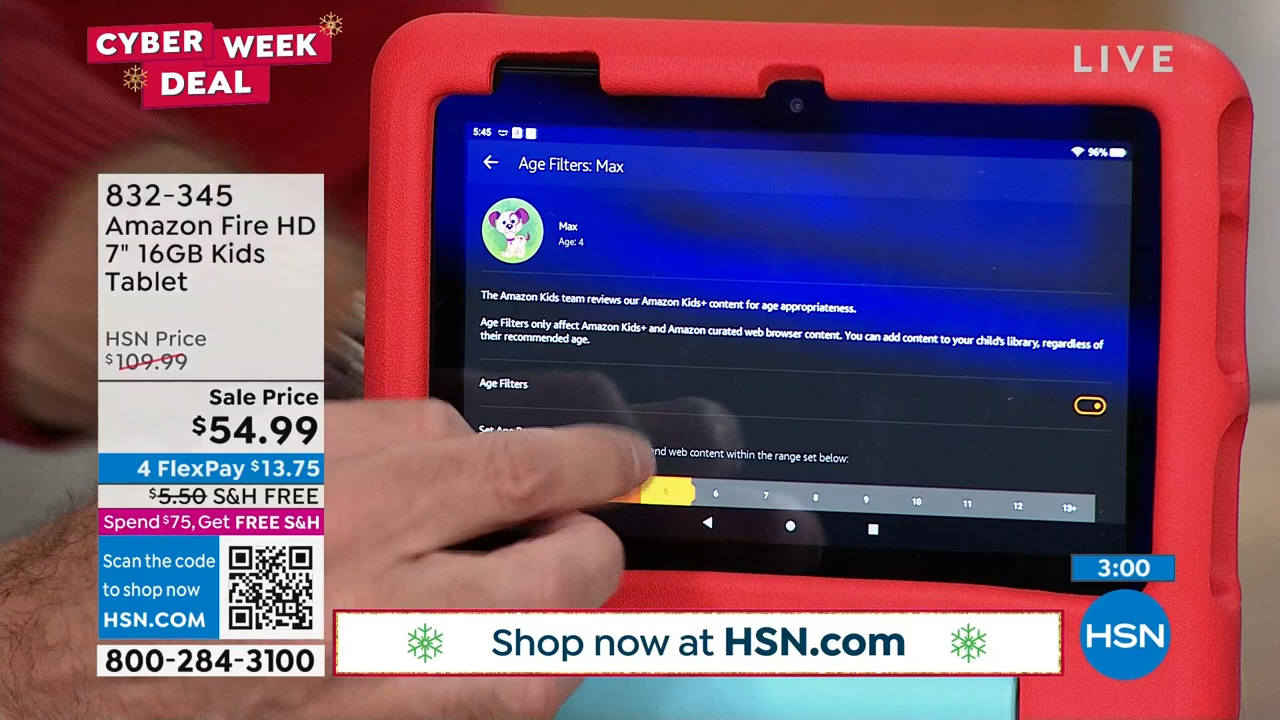 CYBER WEEK
DEAL
LIVE
832-345
Amazon Fire HD
7" 16GB Kids
Tablet
HSN Price
$109.99
Sale Price
$54.99
4 FlexPay $13.75
$5.50 S&H FREE
Spend $75, Get FREE S&H
Scan the code
to shop now
HSN.COM
800-284-3100
5:45
96%
Age Filters: Max
Max
Age: 4
The Amazon Kids team reviews our Amazon Kids+ content for age appropriateness.
Age Filters only affect Amazon Kids+ and Amazon curated web browser content. You can add content to your child's library, regardless of
their recommended age.
Age Filters
Set Age
and web content within the range set below:
5 6 7 8 9 10 11 12 13+
3:00
Shop now at HSN.com
HSN